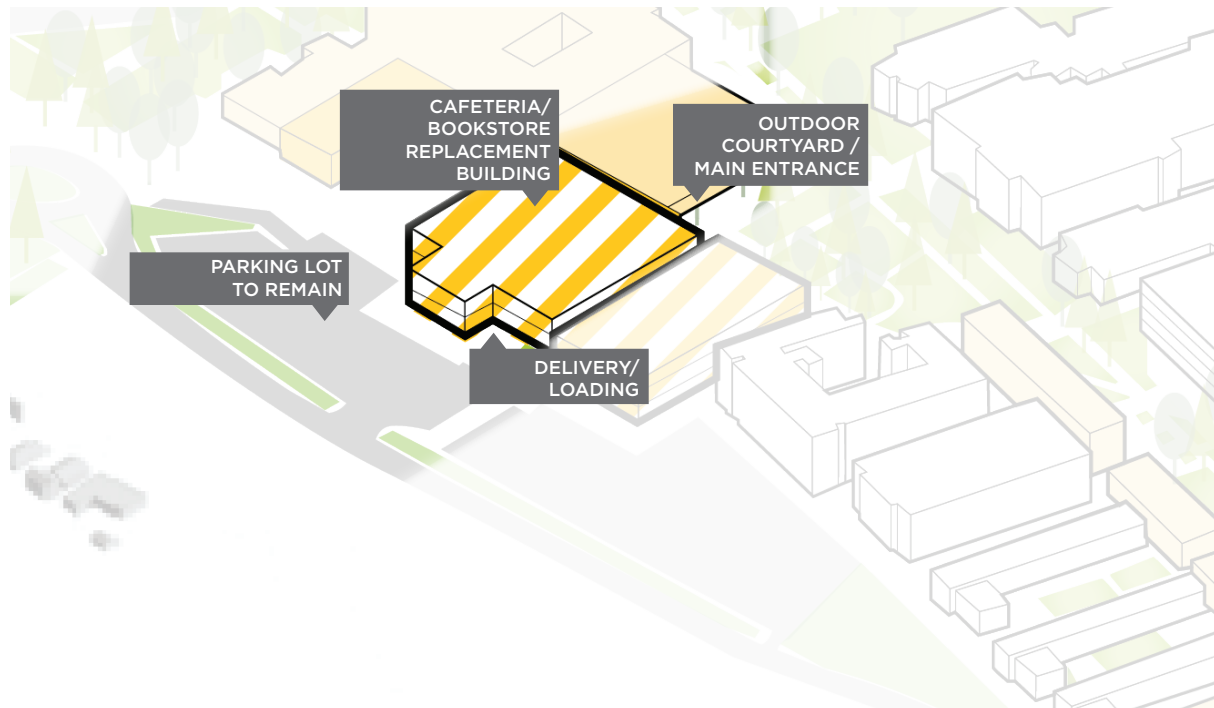 CAFETERIA/
BOOKSTORE
REPLACEMENT
BUILDING
OUTDOOR
COURTYARD /
MAIN ENTRANCE
PARKING LOT
TO REMAIN
DELIVERY/
LOADING